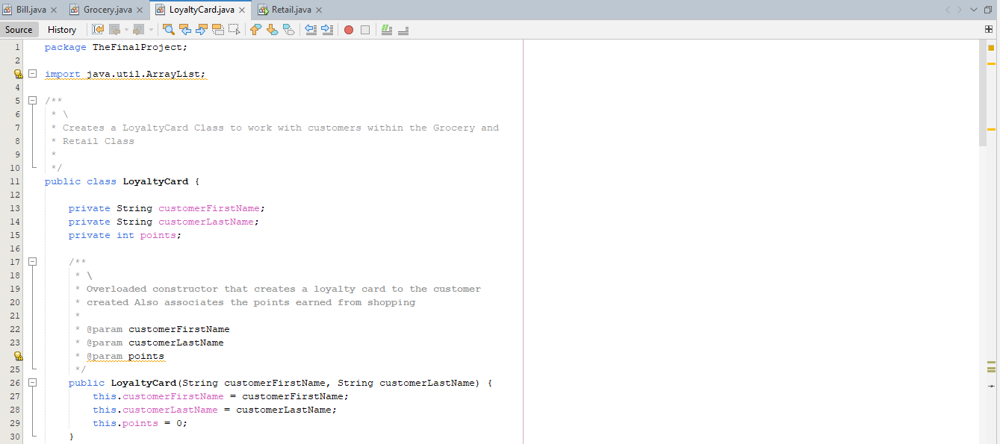 Bill.java Grocery.java LoyaltyCard.java Retail.java
Source History
1 package TheFinalProject;
2
import java.util.ArrayList;
4
5 /**
6 * \
7 * Creates a LoyaltyCard Class to work with customers within the Grocery and
8 * Retail Class
9 *
10 */
11 public class LoyaltyCard {
12
13 private String customerFirstName;
14 private String customerLastName;
15 private int points;
16
17 /**
18 * \
19 * Overloaded constructor that creates a loyalty card to the customer
20 * created Also associates the points earned from shopping
21 *
22 * @param customerFirstName
23 * @param customerLastName
* @param points
25 */
26 public LoyaltyCard(String customerFirstName, String customerLastName) {
27 this.customerFirstName = customerFirstName;
28 this.customerLastName = customerLastName;
29 this.points = 0;
30 }